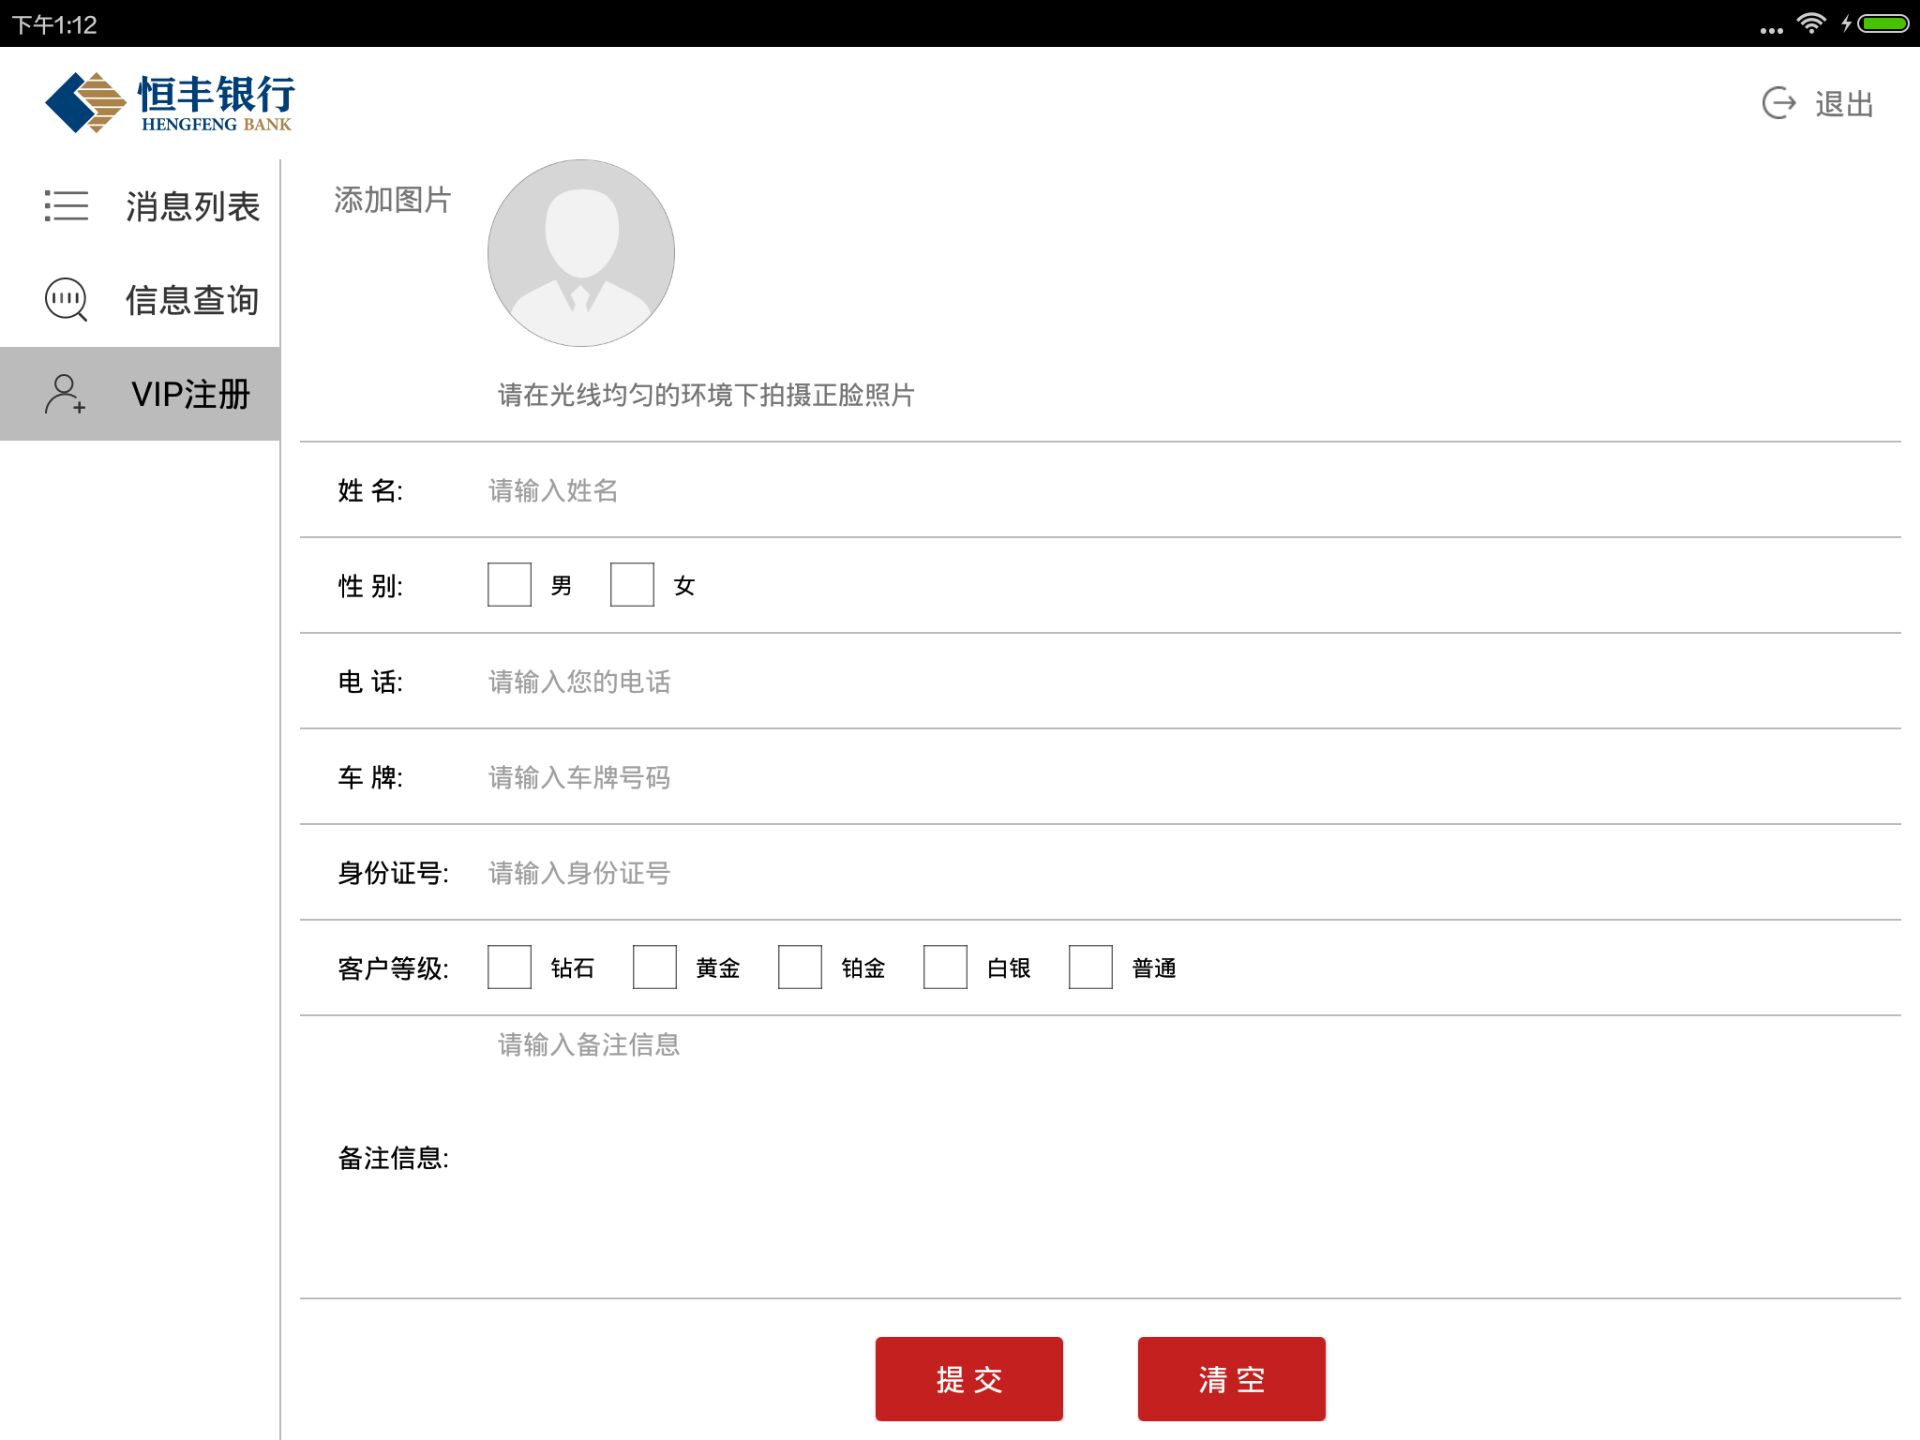 下午1:12
恒丰银行
HENGFENG BANK
退出
消息列表
信息查询
VIP注册
添加图片
请在光线均匀的环境下拍摄正脸照片
姓 名: 请输入姓名
性 别: 男 女
电 话: 请输入您的电话
车 牌: 请输入车牌号码
身份证号: 请输入身份证号
客户等级: 钻石 黄金 铂金 白银 普通
请输入备注信息
备注信息:
提 交 清 空